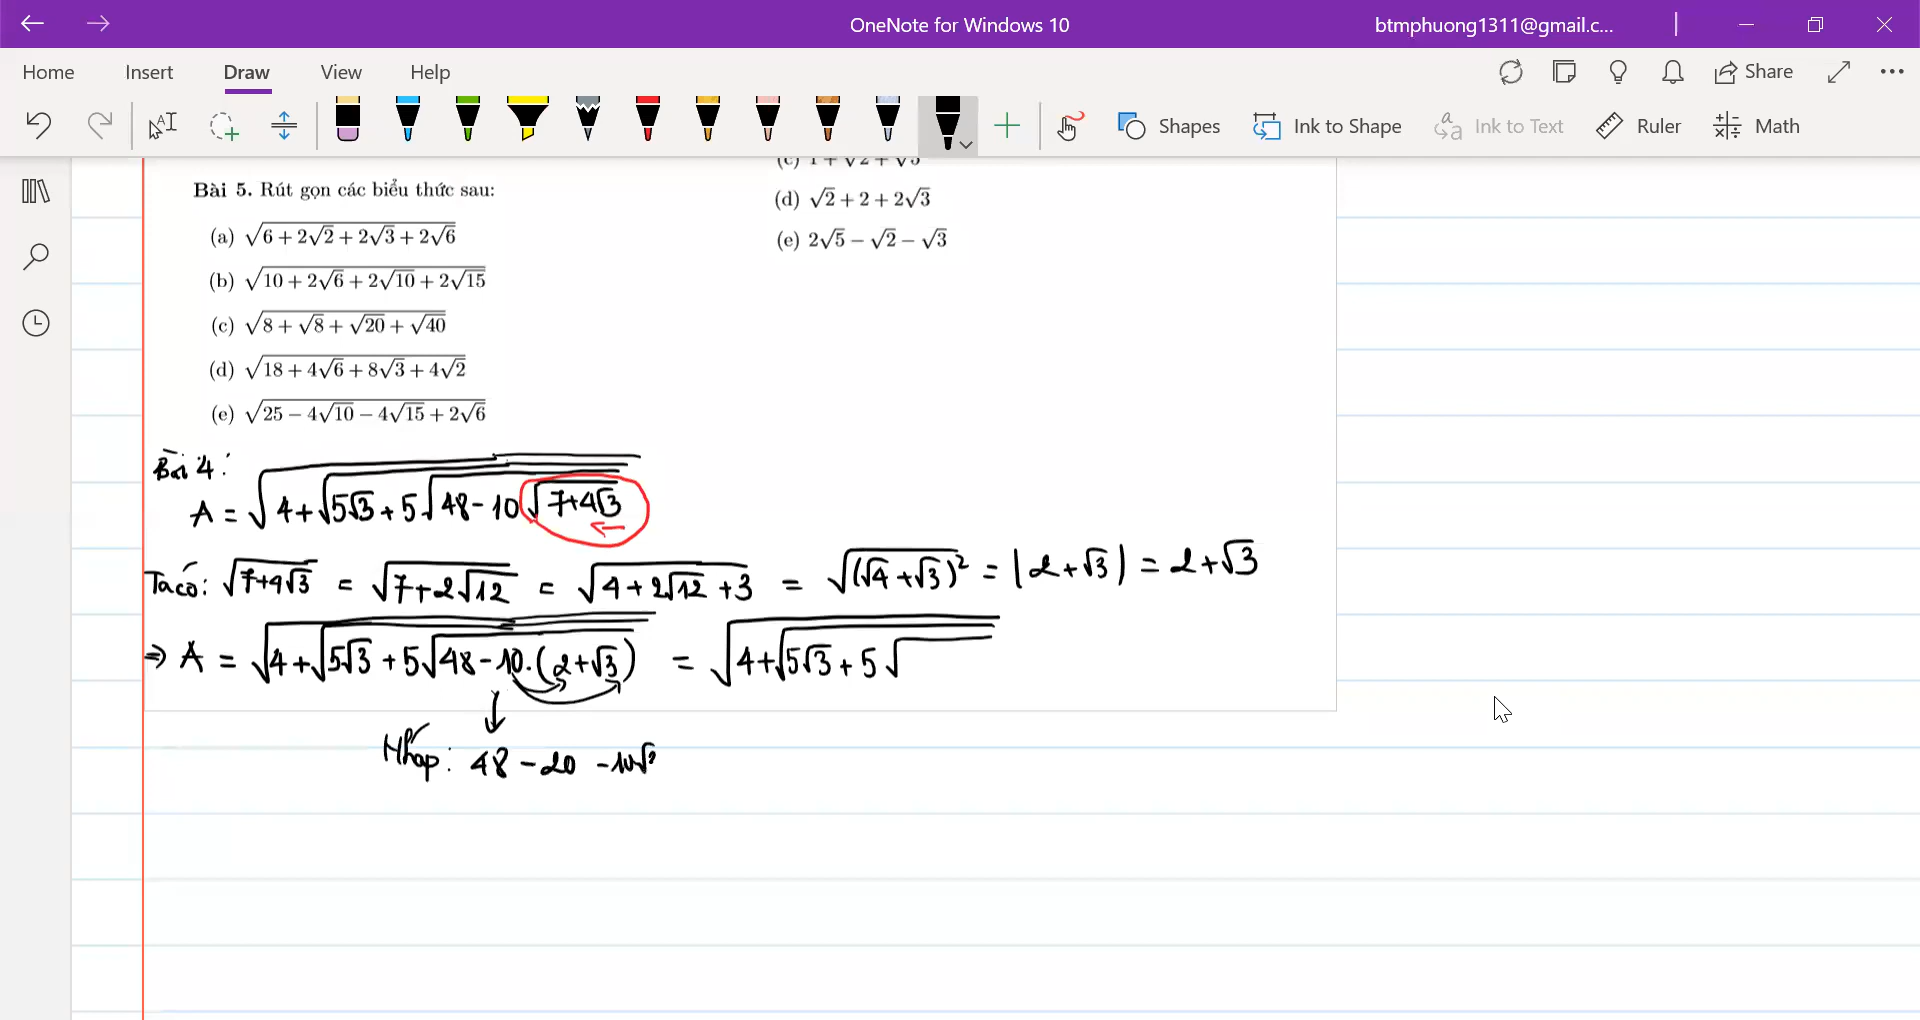 OneNote for Windows 10
btmphuong1311@gmail.c...
Home Insert Draw View Help
Share
Shapes Ink to Shape Ink to Text Ruler Math
(c) 1 + √2 + √5
Bài 5. Rút gọn các biểu thức sau:
(a) √(6 + 2√2 + 2√3 + 2√6)
(b) √(10 + 2√6 + 2√10 + 2√15)
(c) √(8 + √8 + √20 + √40)
(d) √(18 + 4√6 + 8√3 + 4√2)
(e) √(25 − 4√10 − 4√15 + 2√6)
(d) √2 + 2 + 2√3
(e) 2√5 − √2 − √3
Bài 4:
A = √(4 + √(5√3 + 5√(48 − 10√(7+4√3))))
Ta có: √(7+4√3) = √(7+2√12) = √(4+2√12+3) = √((√4+√3)²) = |2+√3| = 2+√3
⇒ A = √(4+√(5√3 + 5√(48−10.(2+√3)))) = √(4+√(5√3 + 5√
Nháp: 48 − 20 − 10√3